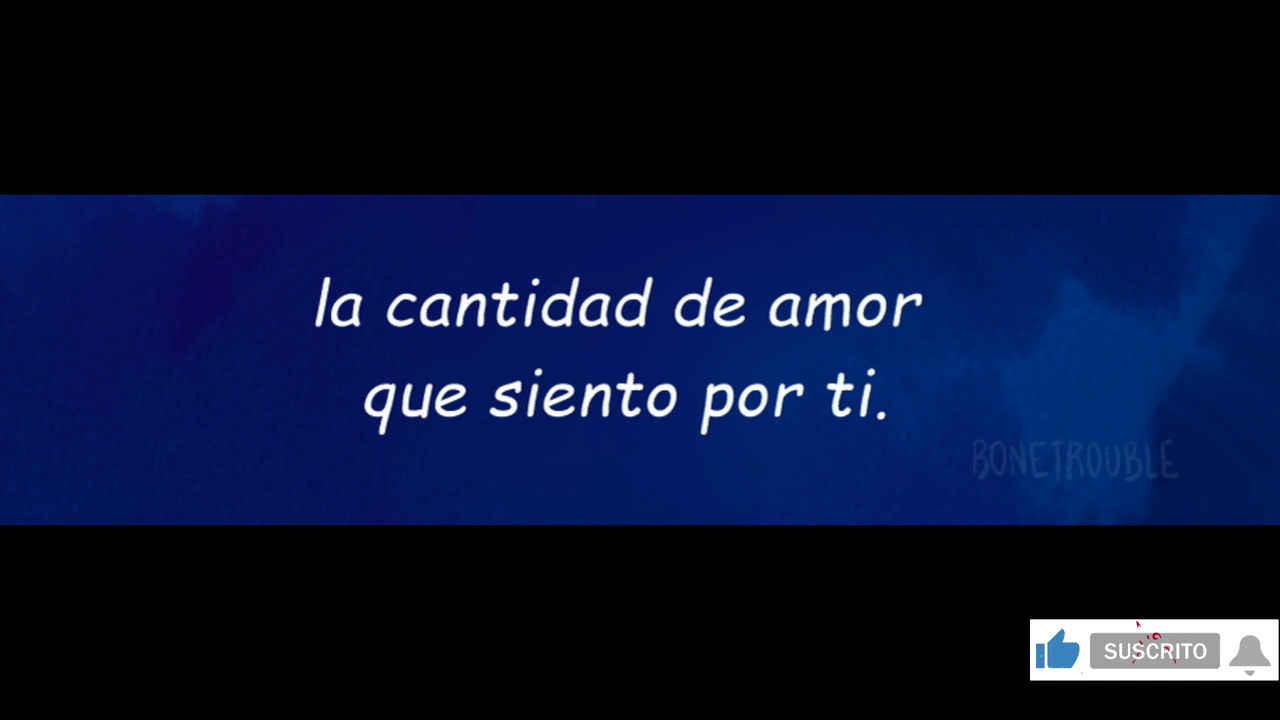 la cantidad de amor
que siento por ti.
BONETROUBLE
SUSCRITO